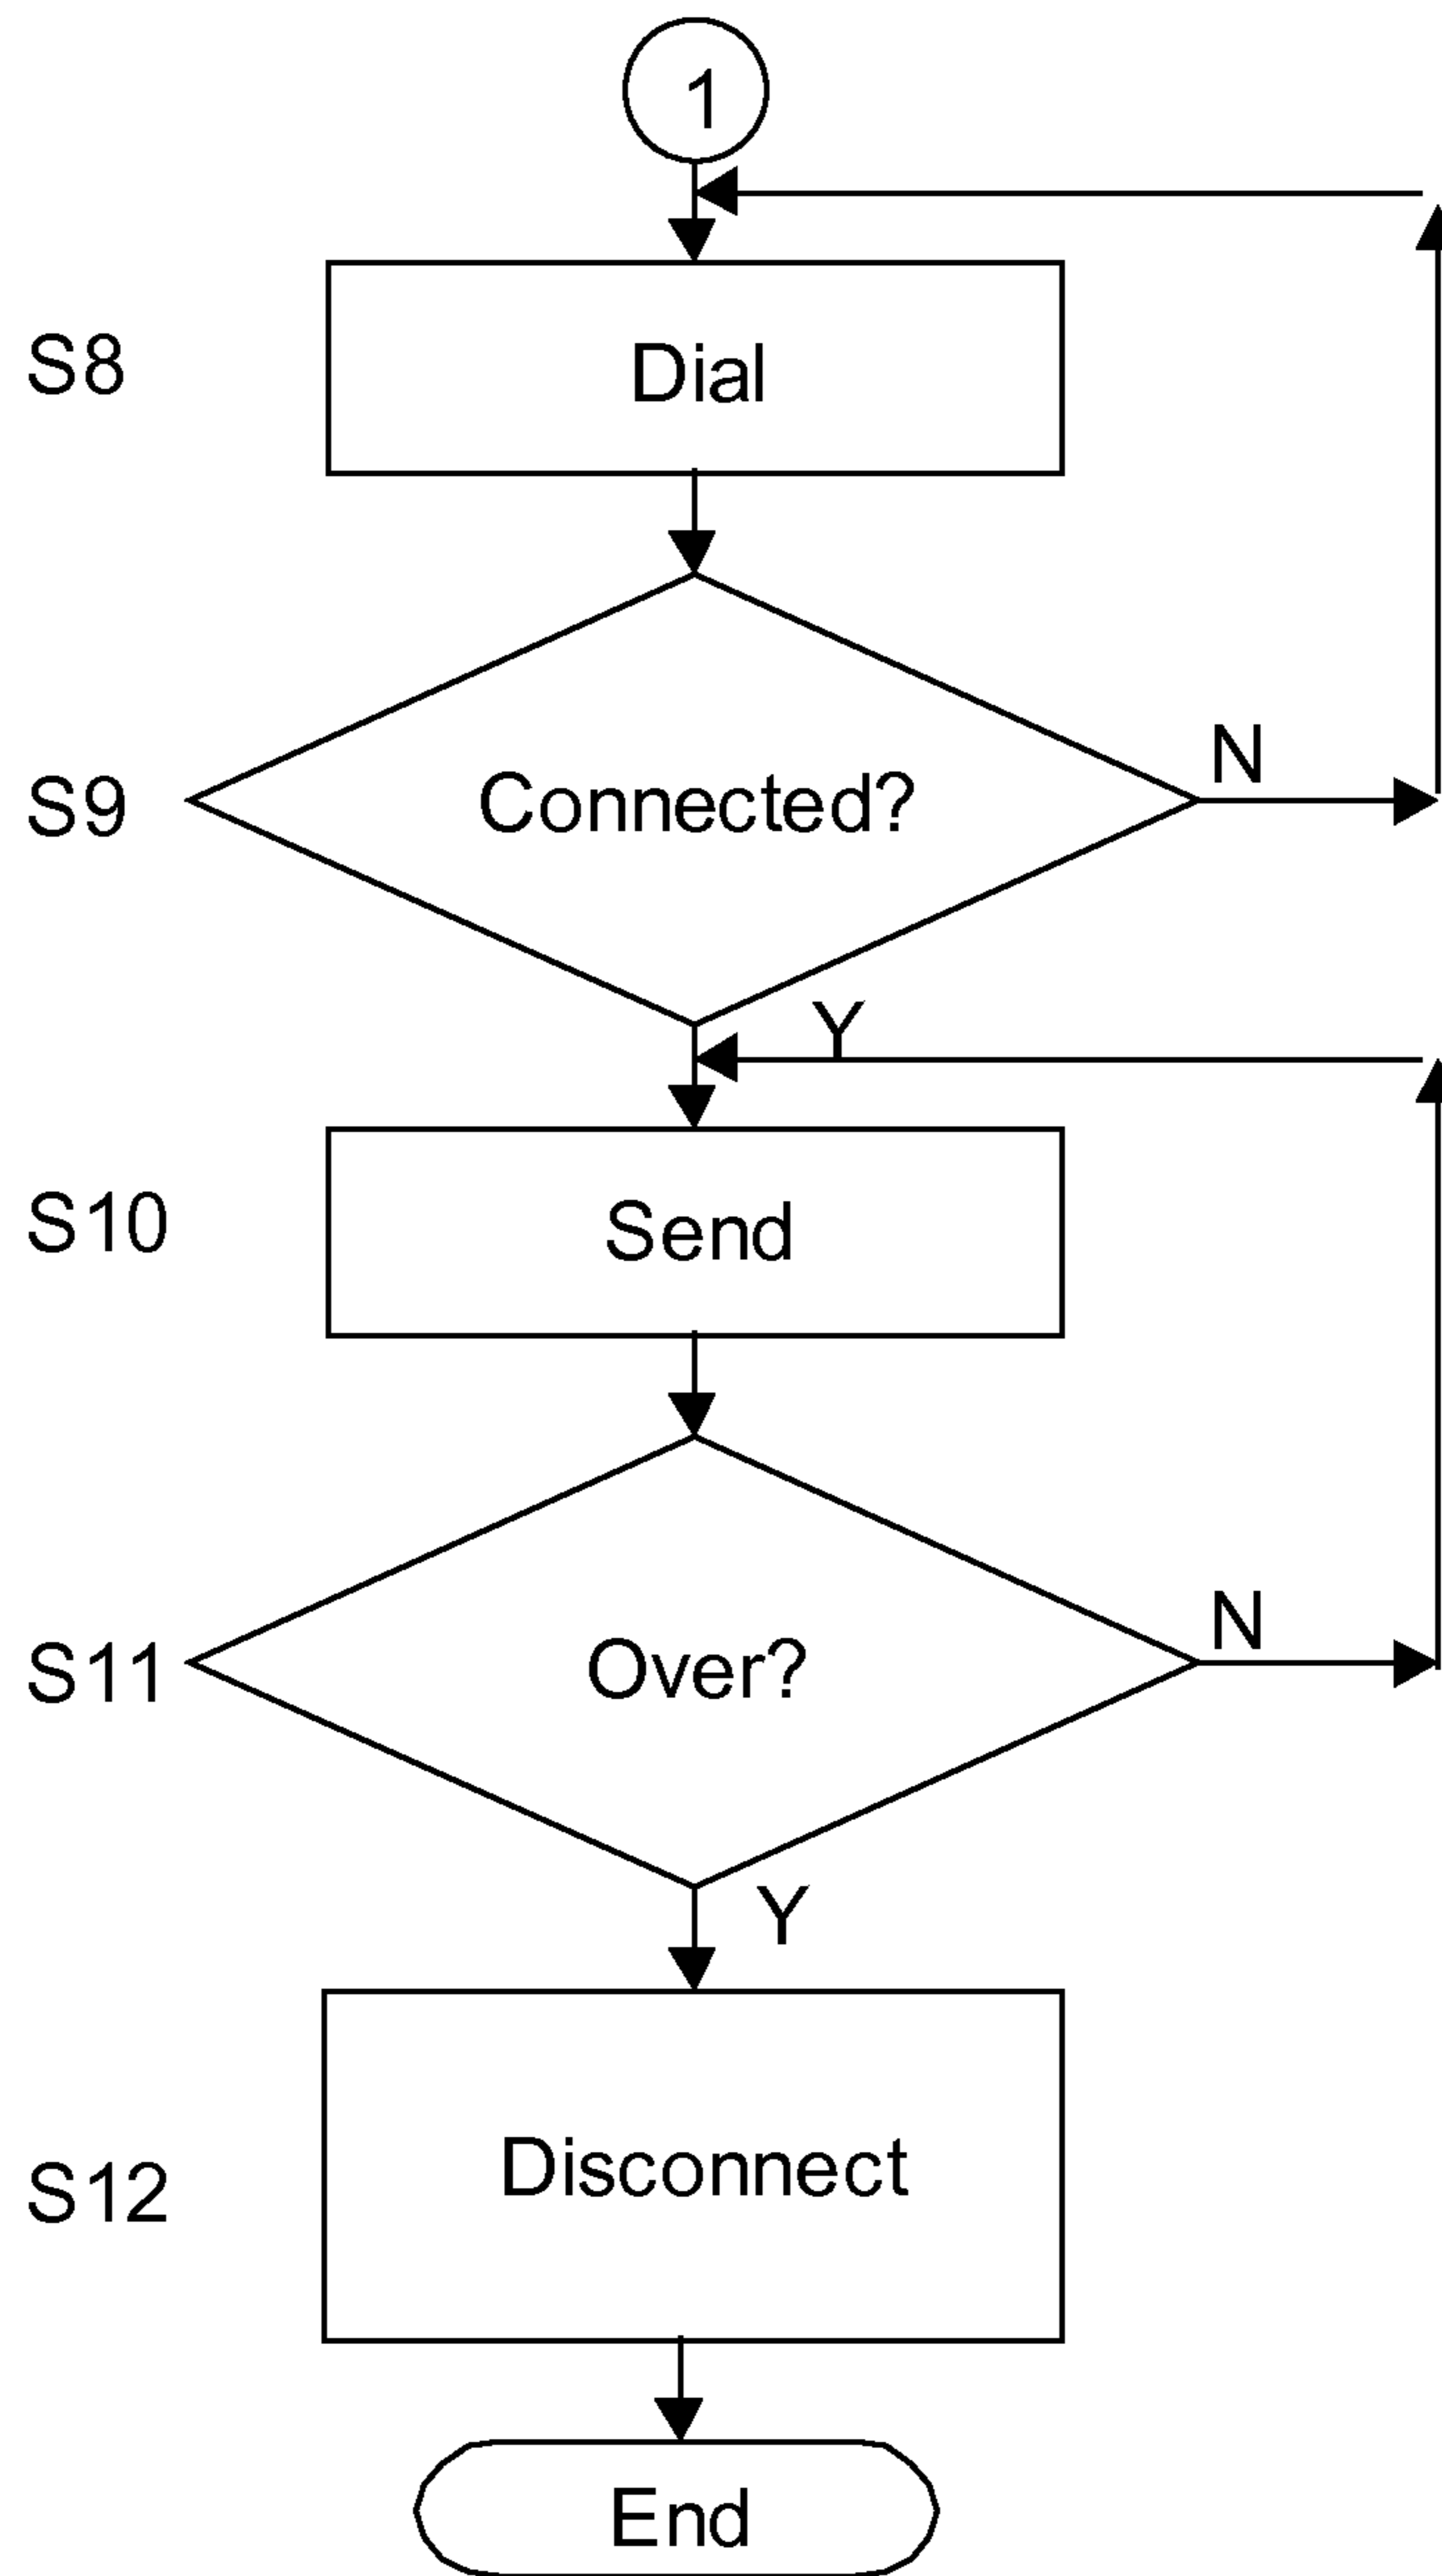 1
S8
Dial
S9
Connected?
N
Y
S10
Send
S11
Over?
N
Y
S12
Disconnect
End